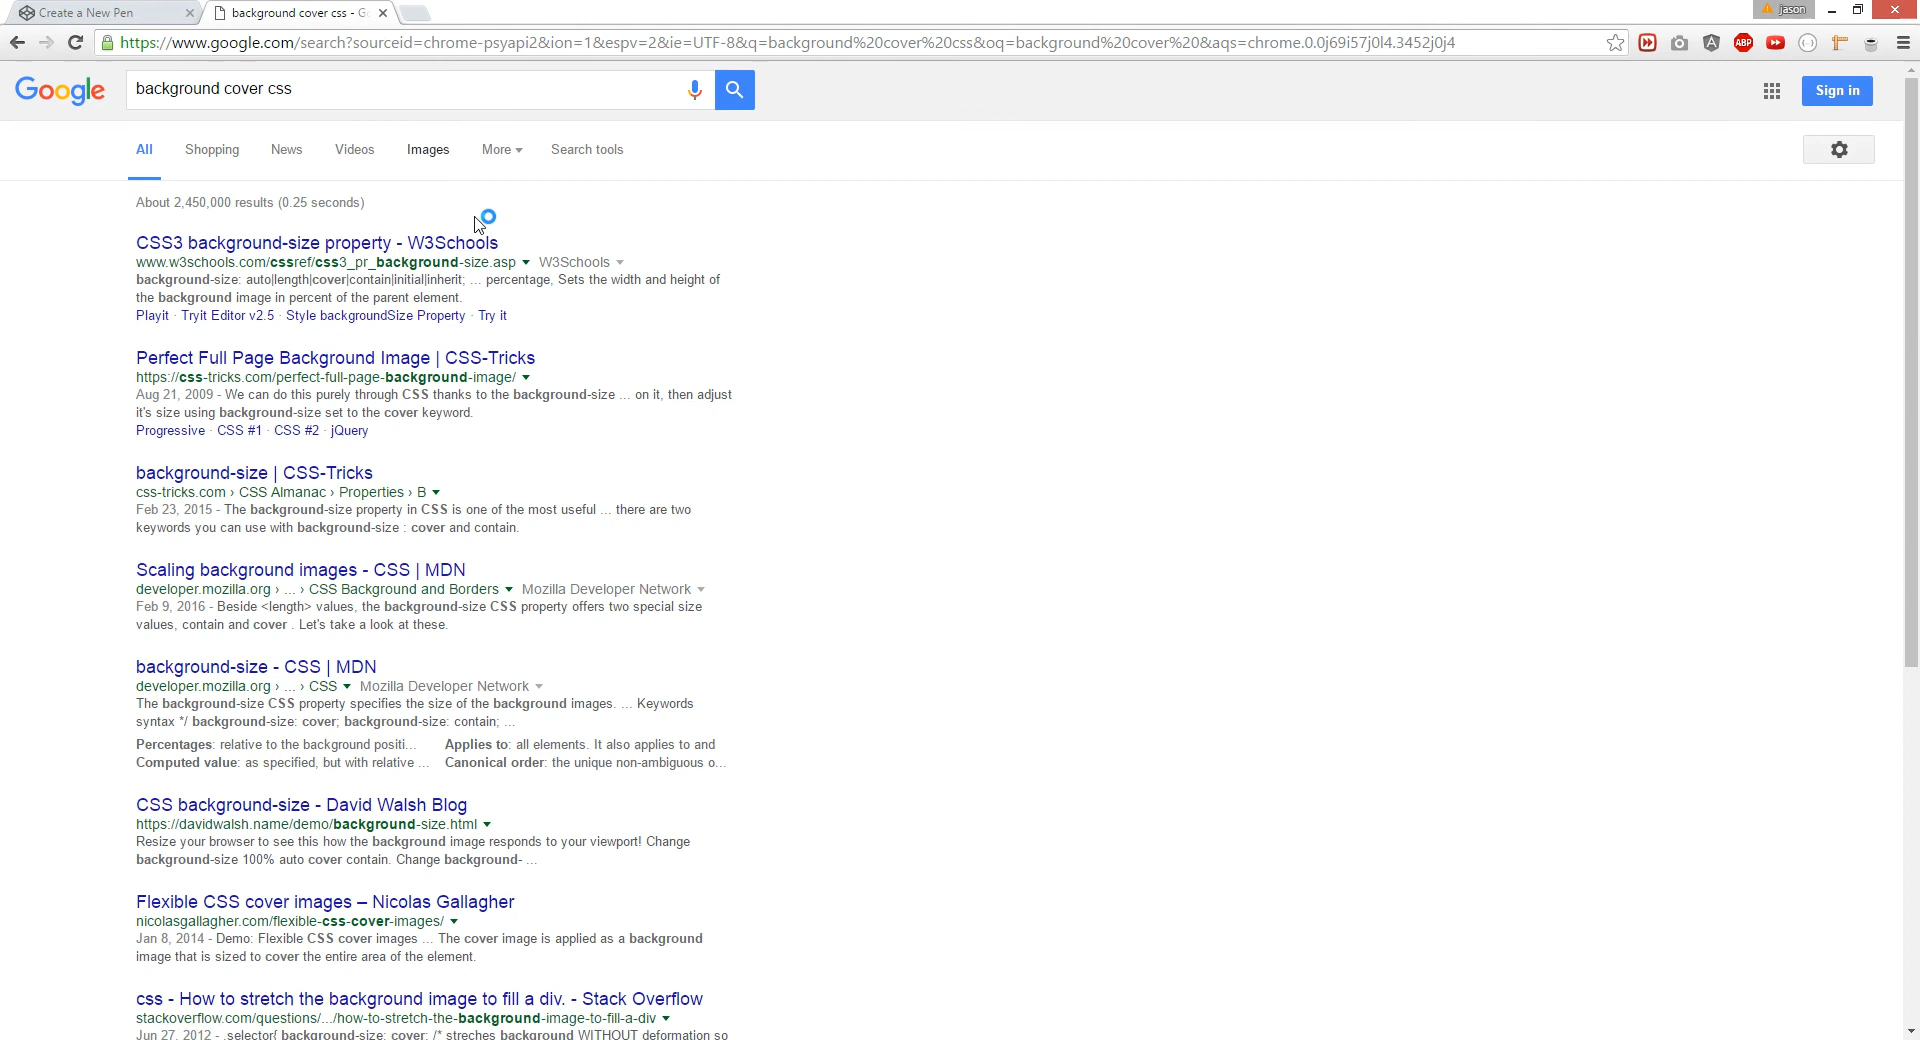 Create a New Pen
background cover css - G
jason
https://www.google.com/search?sourceid=chrome-psyapi2&ion=1&espv=2&ie=UTF-8&q=background%20cover%20css&oq=background%20cover%20&aqs=chrome.0.0j69i57j0l4.3452j0j4
ABP
Google
background cover css
Sign in
All Shopping News Videos Images More Search tools
About 2,450,000 results (0.25 seconds)
CSS3 background-size property - W3Schools
www.w3schools.com/cssref/css3_pr_background-size.asp W3Schools
background-size: auto|length|cover|contain|initial|inherit; ... percentage, Sets the width and height of
the background image in percent of the parent element.
Playit · Tryit Editor v2.5 · Style backgroundSize Property · Try it
Perfect Full Page Background Image | CSS-Tricks
https://css-tricks.com/perfect-full-page-background-image/
Aug 21, 2009 - We can do this purely through CSS thanks to the background-size ... on it, then adjust
it's size using background-size set to the cover keyword.
Progressive · CSS #1 · CSS #2 · jQuery
background-size | CSS-Tricks
css-tricks.com › CSS Almanac › Properties › B
Feb 23, 2015 - The background-size property in CSS is one of the most useful ... there are two
keywords you can use with background-size : cover and contain.
Scaling background images - CSS | MDN
developer.mozilla.org › ... › CSS Background and Borders Mozilla Developer Network
Feb 9, 2016 - Beside <length> values, the background-size CSS property offers two special size
values, contain and cover . Let's take a look at these.
background-size - CSS | MDN
developer.mozilla.org › ... › CSS Mozilla Developer Network
The background-size CSS property specifies the size of the background images. ... Keywords
syntax */ background-size: cover; background-size: contain; ...
Percentages: relative to the background positi... Applies to: all elements. It also applies to and
Computed value: as specified, but with relative ... Canonical order: the unique non-ambiguous o...
CSS background-size - David Walsh Blog
https://davidwalsh.name/demo/background-size.html
Resize your browser to see this how the background image responds to your viewport! Change
background-size 100% auto cover contain. Change background- ...
Flexible CSS cover images – Nicolas Gallagher
nicolasgallagher.com/flexible-css-cover-images/
Jan 8, 2014 - Demo: Flexible CSS cover images ... The cover image is applied as a background
image that is sized to cover the entire area of the element.
css - How to stretch the background image to fill a div. - Stack Overflow
stackoverflow.com/questions/.../how-to-stretch-the-background-image-to-fill-a-div
Jun 27, 2012 - .selector{ background-size: cover; /* streches background WITHOUT deformation so